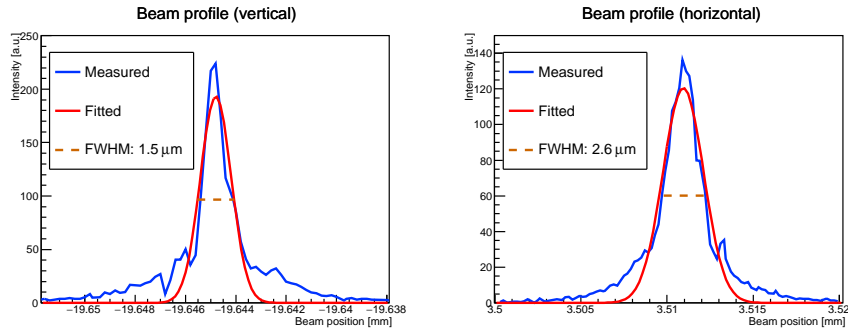 Beam profile (vertical)
Intensity [a.u.]
250
200
150
100
50
0
Measured
Fitted
FWHM: 1.5 μm
−19.65 −19.648 −19.646 −19.644 −19.642 −19.64 −19.638
Beam position [mm]
Beam profile (horizontal)
Intensity [a.u.]
140
120
100
80
60
40
20
0
Measured
Fitted
FWHM: 2.6 μm
3.5 3.505 3.51 3.515 3.52
Beam position [mm]